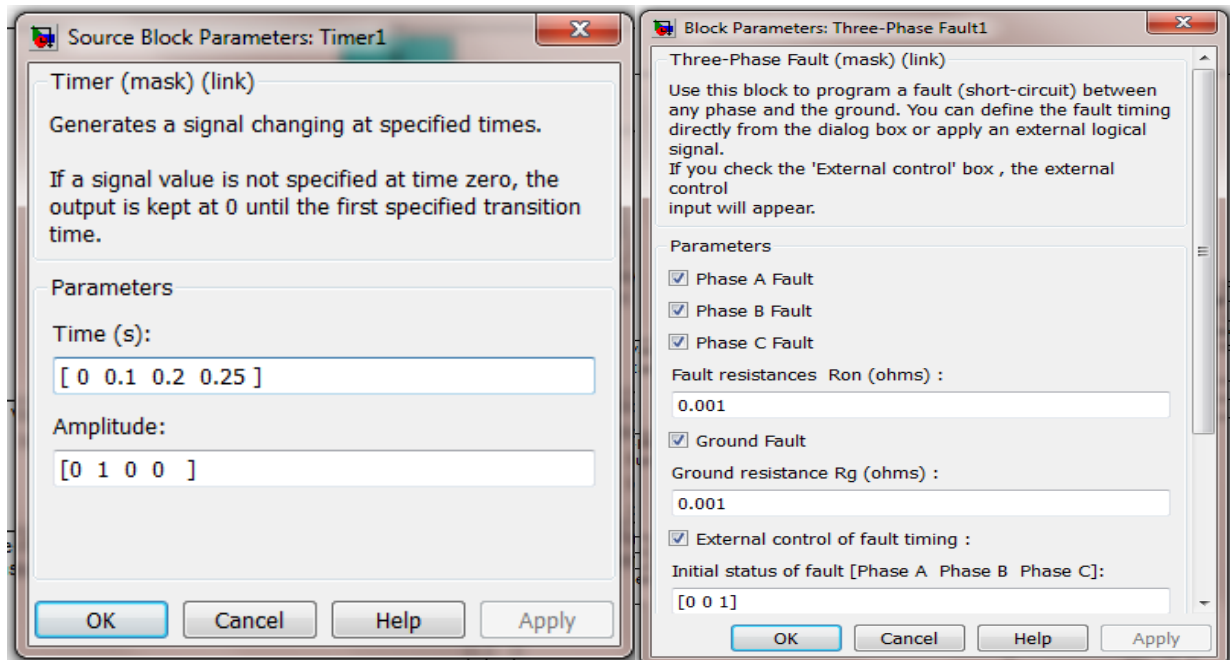 Source Block Parameters: Timer1
Timer (mask) (link)
Generates a signal changing at specified times.
If a signal value is not specified at time zero, the
output is kept at 0 until the first specified transition
time.
Parameters
Time (s):
[ 0 0.1 0.2 0.25 ]
Amplitude:
[0 1 0 0 ]
OK
Cancel
Help
Apply
Block Parameters: Three-Phase Fault1
Three-Phase Fault (mask) (link)
Use this block to program a fault (short-circuit) between
any phase and the ground. You can define the fault timing
directly from the dialog box or apply an external logical
signal.
If you check the 'External control' box , the external
control
input will appear.
Parameters
Phase A Fault
Phase B Fault
Phase C Fault
Fault resistances Ron (ohms) :
0.001
Ground Fault
Ground resistance Rg (ohms) :
0.001
External control of fault timing :
Initial status of fault [Phase A Phase B Phase C]:
[0 0 1]
OK
Cancel
Help
Apply